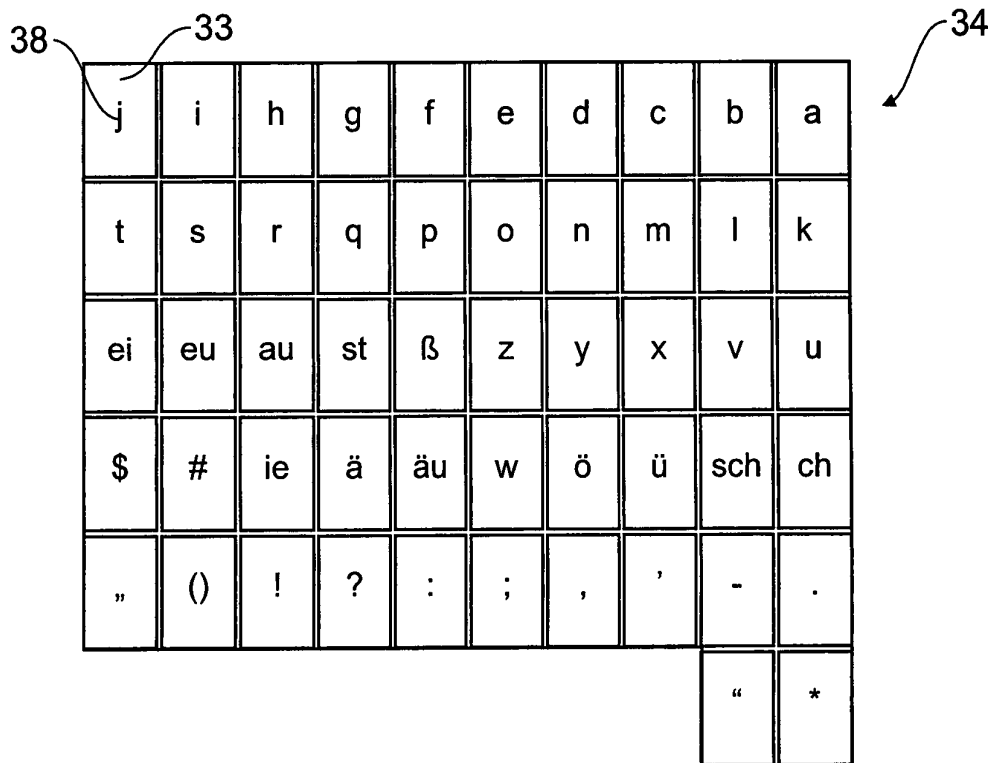 38 33 34
j i h g f e d c b a
t s r q p o n m l k
ei eu au st ß z y x v u
$ # ie ä äu w ö ü sch ch
„ () ! ? : ; , ’ - .
“ *